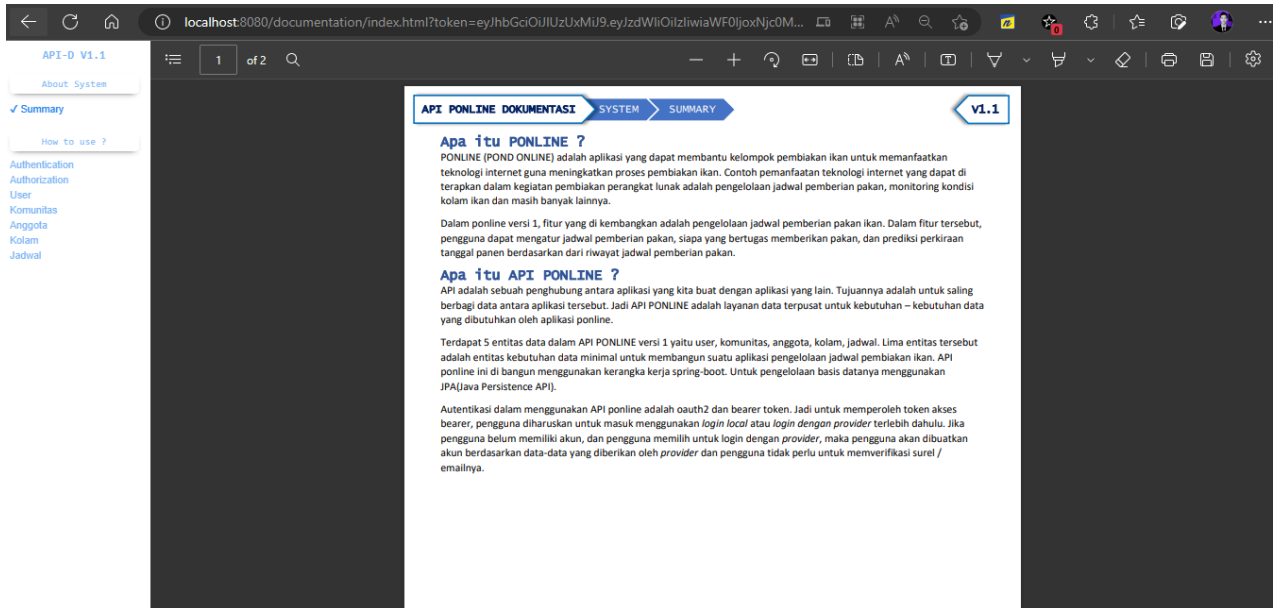 localhost:8080/documentation/index.html?token=eyJhbGciOiJIUzUxMiJ9.eyJzdWIiOiIzIiwiaWF0IjoxNjc0M...
0
API-D V1.1
About System
✓ Summary
How to use ?
Authentication
Authorization
User
Komunitas
Anggota
Kolam
Jadwal
1 of 2
API PONLINE DOKUMENTASI SYSTEM SUMMARY v1.1
Apa itu PONLINE ?
PONLINE (POND ONLINE) adalah aplikasi yang dapat membantu kelompok pembiakan ikan untuk memanfaatkan
teknologi internet guna meningkatkan proses pembiakan ikan. Contoh pemanfaatan teknologi internet yang dapat di
terapkan dalam kegiatan pembiakan perangkat lunak adalah pengelolaan jadwal pemberian pakan, monitoring kondisi
kolam ikan dan masih banyak lainnya.
Dalam ponline versi 1, fitur yang di kembangkan adalah pengelolaan jadwal pemberian pakan ikan. Dalam fitur tersebut,
pengguna dapat mengatur jadwal pemberian pakan, siapa yang bertugas memberikan pakan, dan prediksi perkiraan
tanggal panen berdasarkan dari riwayat jadwal pemberian pakan.
Apa itu API PONLINE ?
API adalah sebuah penghubung antara aplikasi yang kita buat dengan aplikasi yang lain. Tujuannya adalah untuk saling
berbagi data antara aplikasi tersebut. Jadi API PONLINE adalah layanan data terpusat untuk kebutuhan – kebutuhan data
yang dibutuhkan oleh aplikasi ponline.
Terdapat 5 entitas data dalam API PONLINE versi 1 yaitu user, komunitas, anggota, kolam, jadwal. Lima entitas tersebut
adalah entitas kebutuhan data minimal untuk membangun suatu aplikasi pengelolaan jadwal pembiakan ikan. API
ponline ini di bangun menggunakan kerangka kerja spring-boot. Untuk pengelolaan basis datanya menggunakan
JPA(Java Persistence API).
Autentikasi dalam menggunakan API ponline adalah oauth2 dan bearer token. Jadi untuk memperoleh token akses
bearer, pengguna diharuskan untuk masuk menggunakan login local atau login dengan provider terlebih dahulu. Jika
pengguna belum memiliki akun, dan pengguna memilih untuk login dengan provider, maka pengguna akan dibuatkan
akun berdasarkan data-data yang diberikan oleh provider dan pengguna tidak perlu untuk memverifikasi surel /
emailnya.